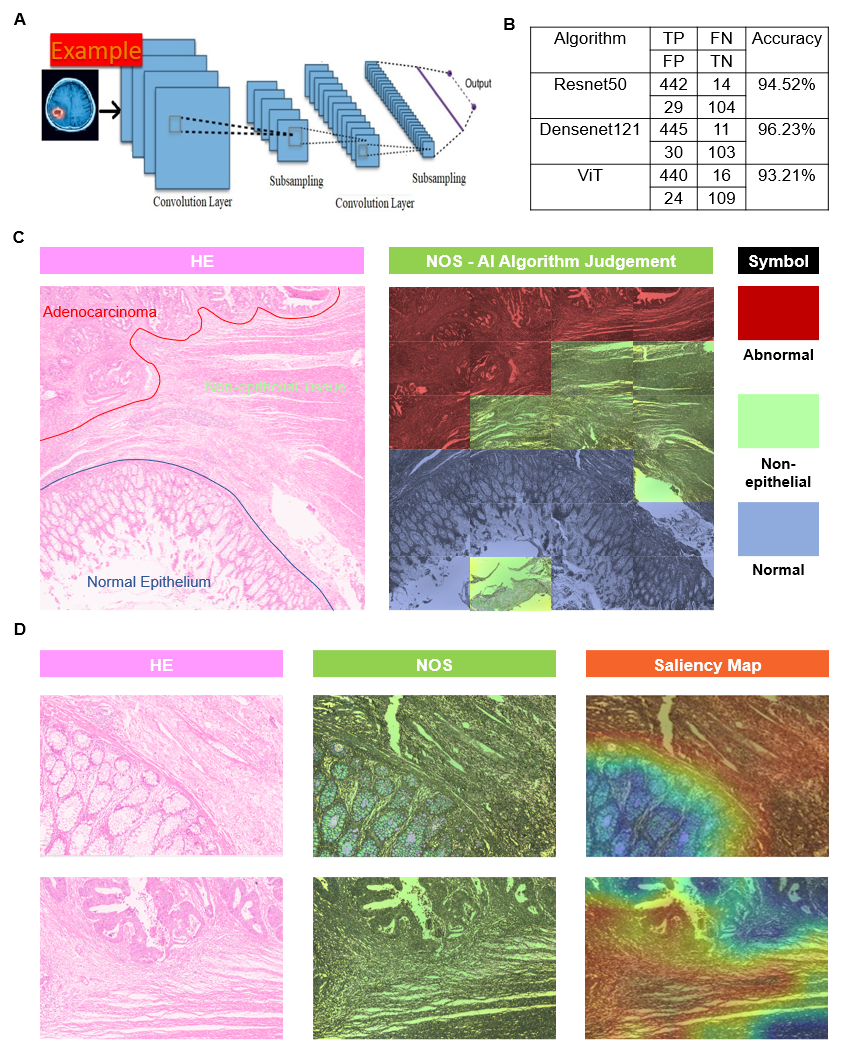 A
Example
Output
Subsampling
Subsampling
Convolution Layer
Convolution Layer
B
Algorithm TP FN Accuracy
FP TN
Resnet50 442 14 94.52%
29 104
Densenet121 445 11 96.23%
30 103
ViT 440 16 93.21%
24 109
C
HE
NOS - AI Algorithm Judgement
Symbol
Adenocarcinoma
Non-epithelial Tissue
Normal Epithelium
Abnormal
Non-
epithelial
Normal
D
HE
NOS
Saliency Map